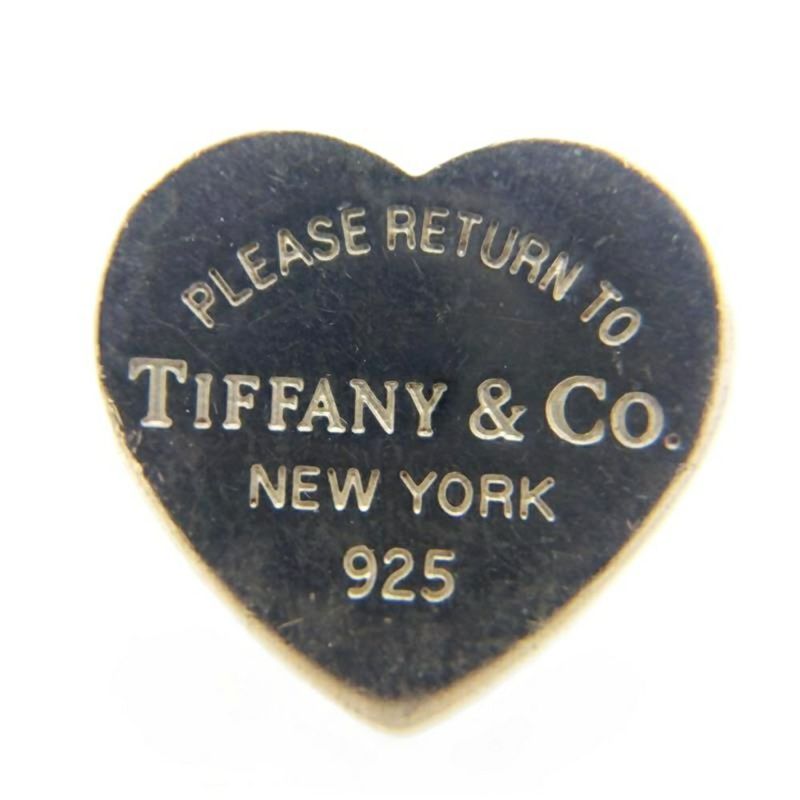 PLEASE RETURN TO
TIFFANY & CO.
NEW YORK
925